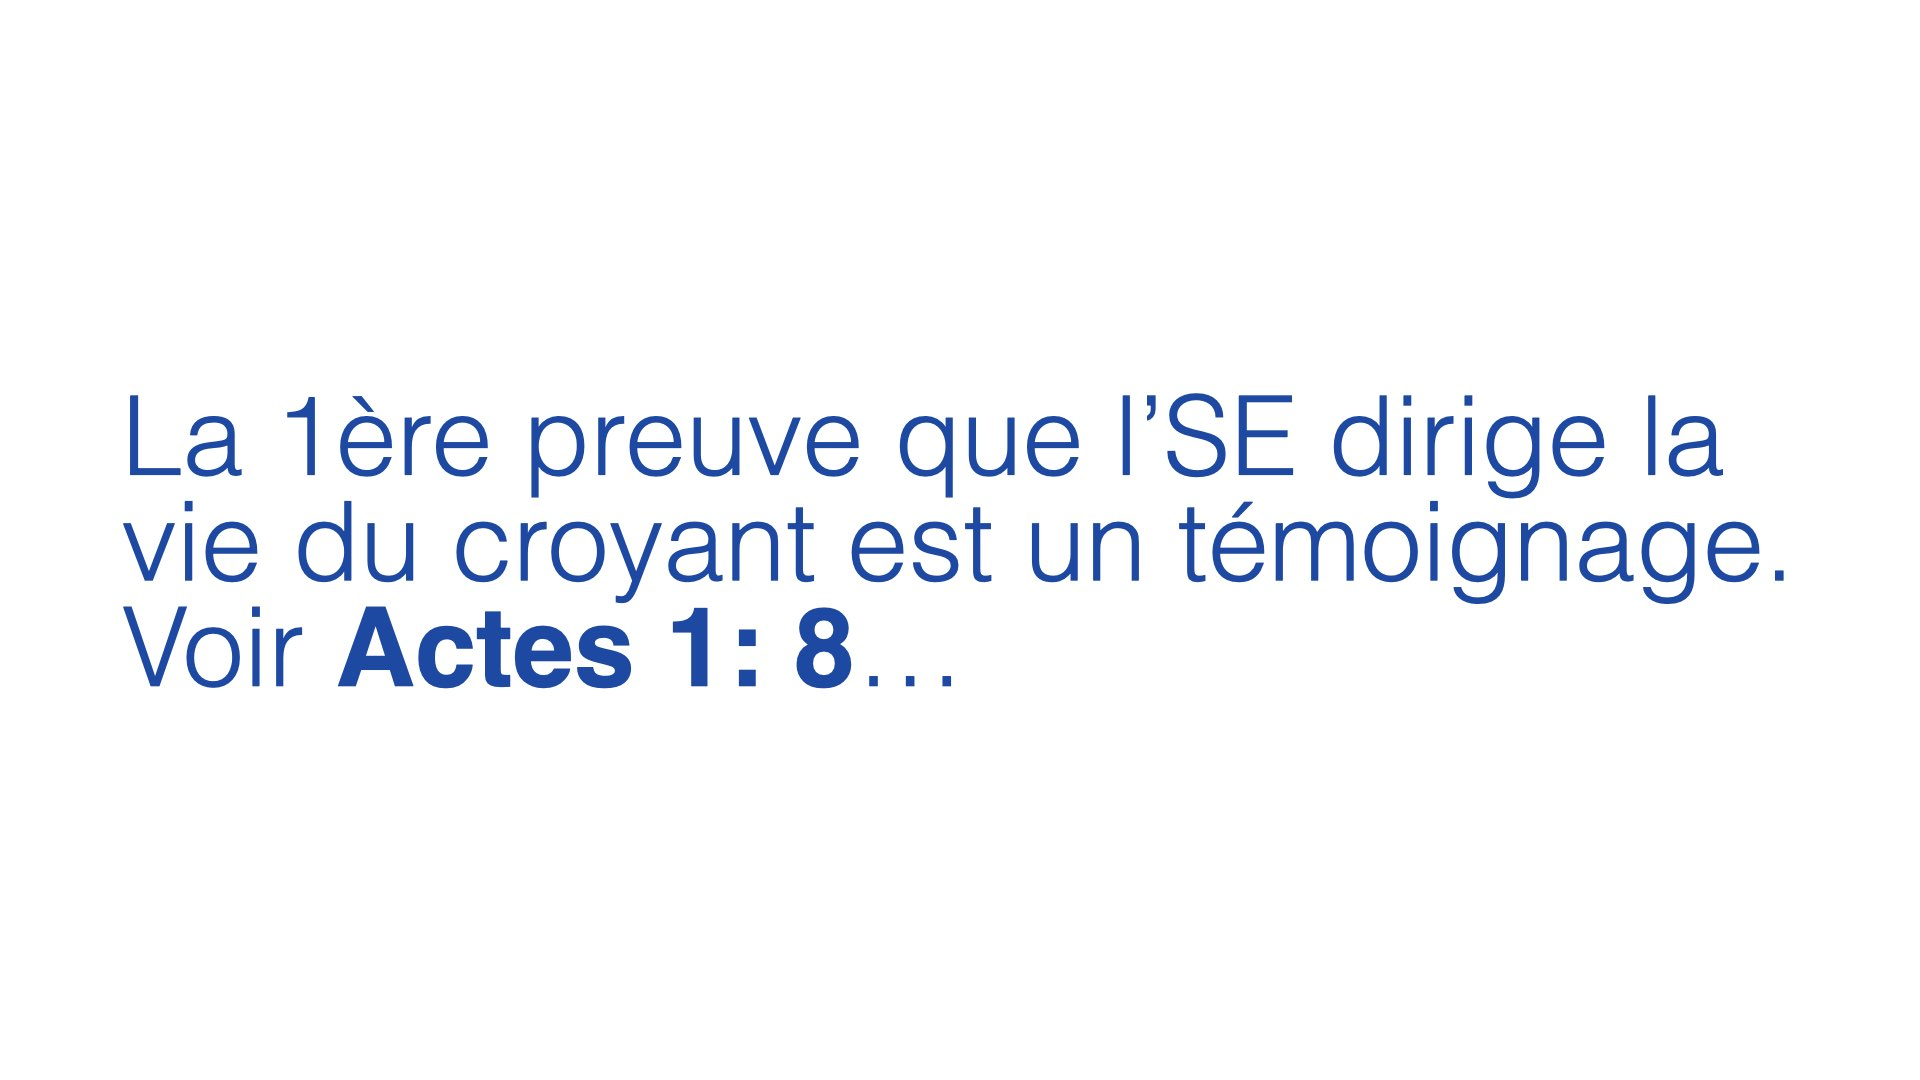 La 1ère preuve que l’SE dirige la
vie du croyant est un témoignage.
Voir Actes 1: 8…